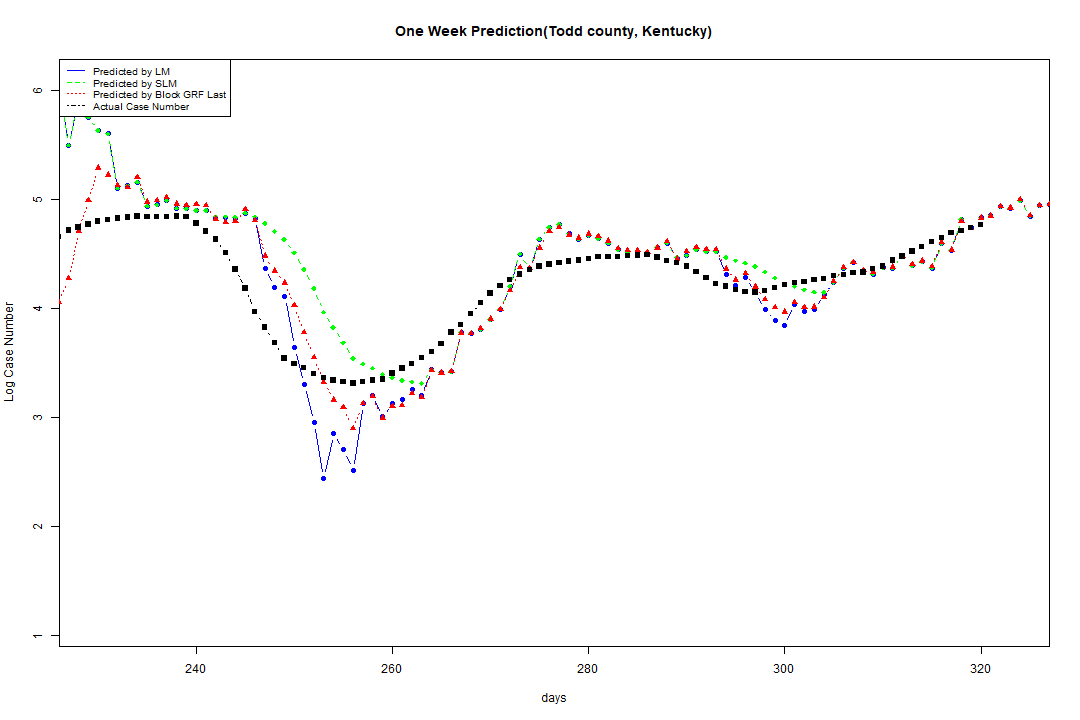 One Week Prediction(Todd county, Kentucky)
Predicted by LM
Predicted by SLM
Predicted by Block GRF Last
Actual Case Number
6
5
4
3
2
1
Log Case Number
240 260 280 300 320
days